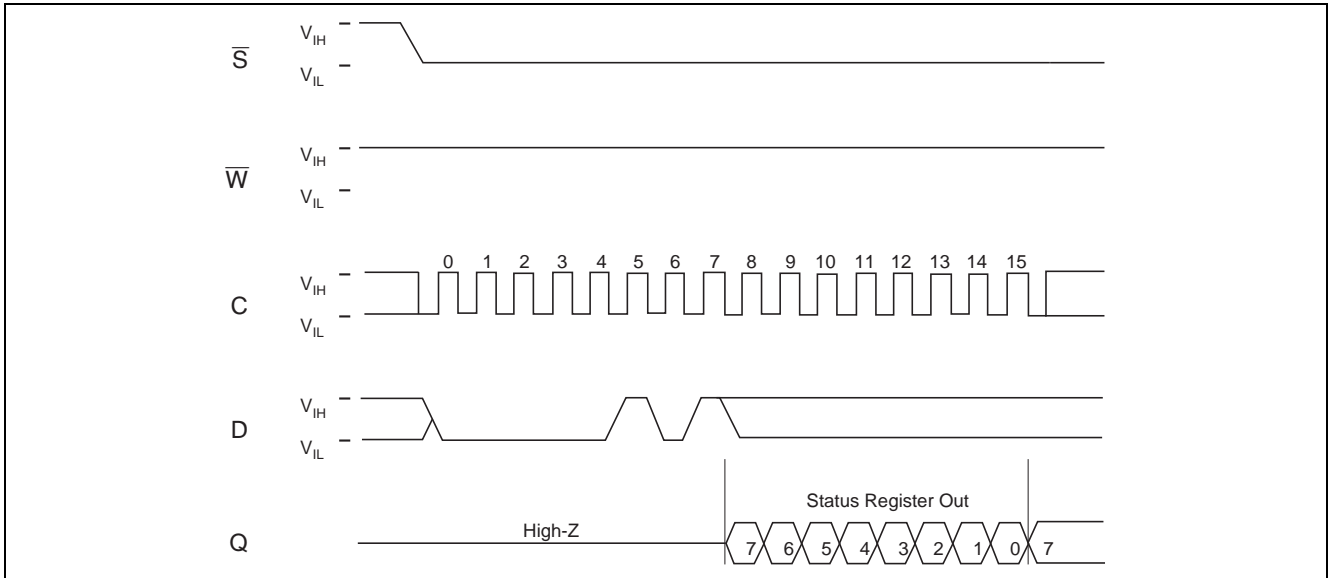 S̅
V_IH
V_IL
W̅
V_IH
V_IL
0 1 2 3 4 5 6 7 8 9 10 11 12 13 14 15
C
V_IH
V_IL
D
V_IH
V_IL
Status Register Out
Q
High-Z
7 6 5 4 3 2 1 0 7